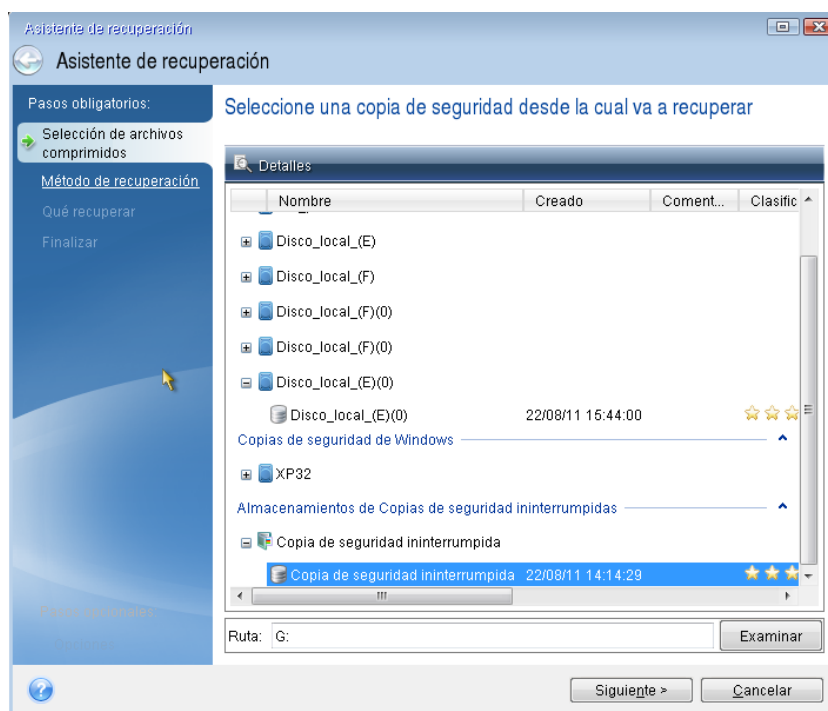 Asistente de recuperación
Asistente de recuperación
Pasos obligatorios:
Selección de archivos
comprimidos
Método de recuperación
Qué recuperar
Finalizar
Seleccione una copia de seguridad desde la cual va a recuperar
Detalles
Nombre Creado Coment... Clasific
Disco_local_(E)
Disco_local_(F)
Disco_local_(F)(0)
Disco_local_(F)(0)
Disco_local_(E)(0)
Disco_local_(E)(0) 22/08/11 15:44:00
Copias de seguridad de Windows
XP32
Almacenamientos de Copias de seguridad ininterrumpidas
Copia de seguridad ininterrumpida
Copia de seguridad ininterrumpida 22/08/11 14:14:29
Ruta: G: Examinar
Siguiente > Cancelar